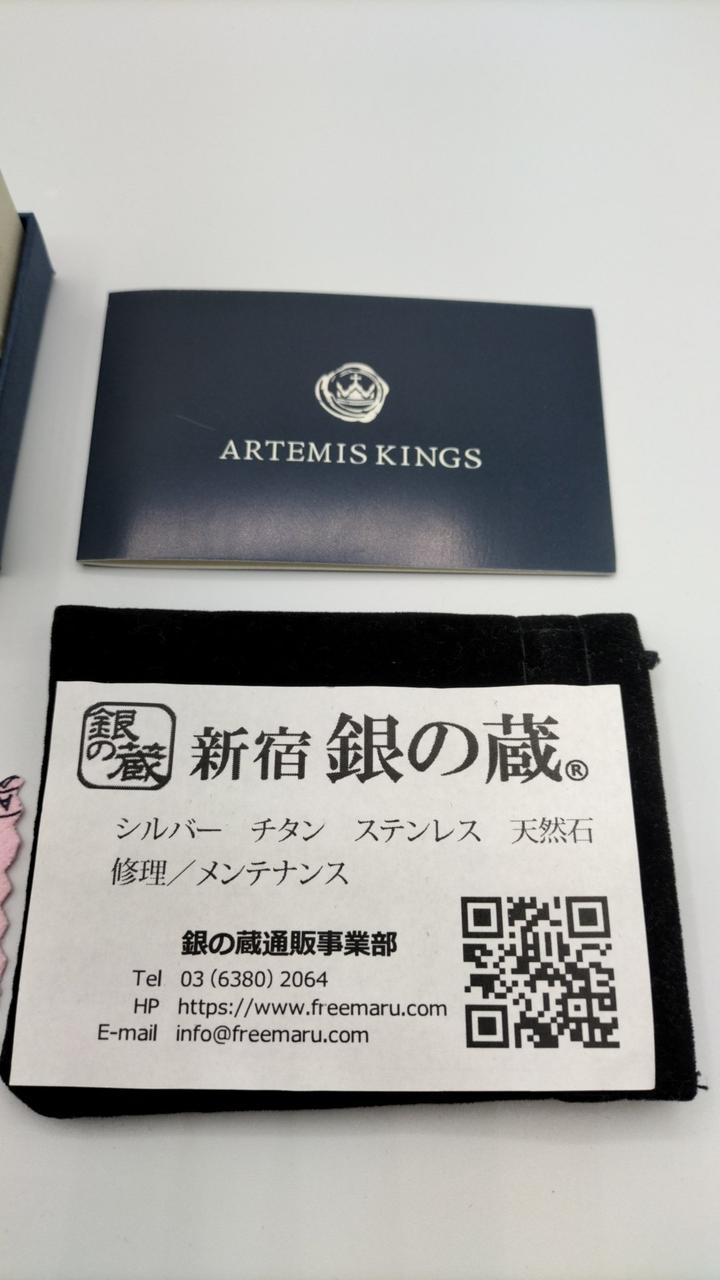 ARTEMIS KINGS
銀の蔵
新宿 銀の蔵®
シルバー　チタン　ステンレス　天然石
修理／メンテナンス
銀の蔵通販事業部
Tel 03 (6380) 2064
HP https://www.freemaru.com
E-mail info@freemaru.com